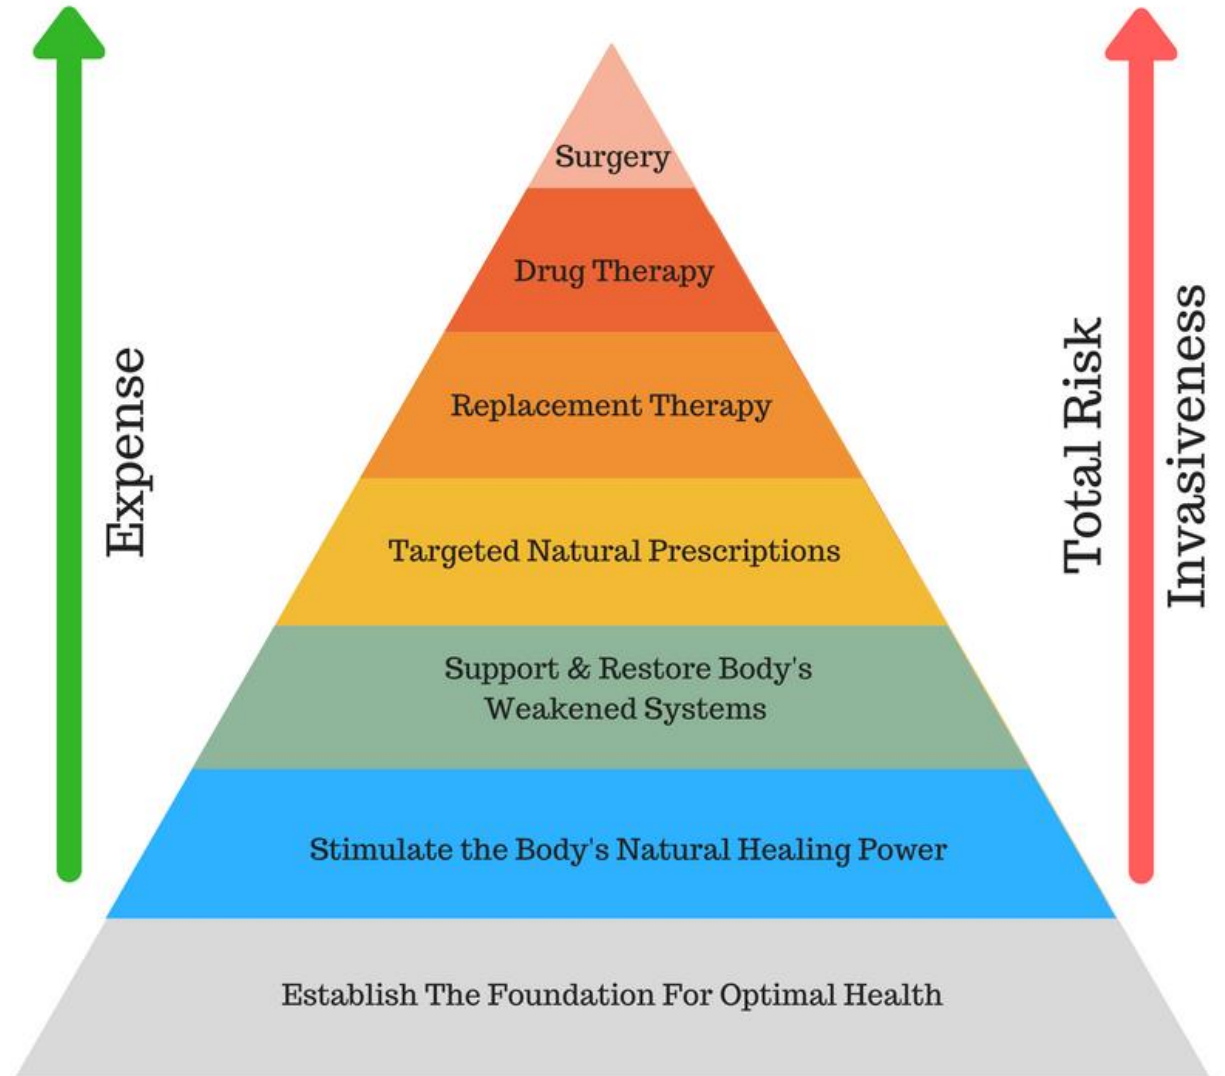 Surgery
Drug Therapy
Replacement Therapy
Targeted Natural Prescriptions
Support & Restore Body's
Weakened Systems
Stimulate the Body's Natural Healing Power
Establish The Foundation For Optimal Health
Expense
Total Risk
Invasiveness